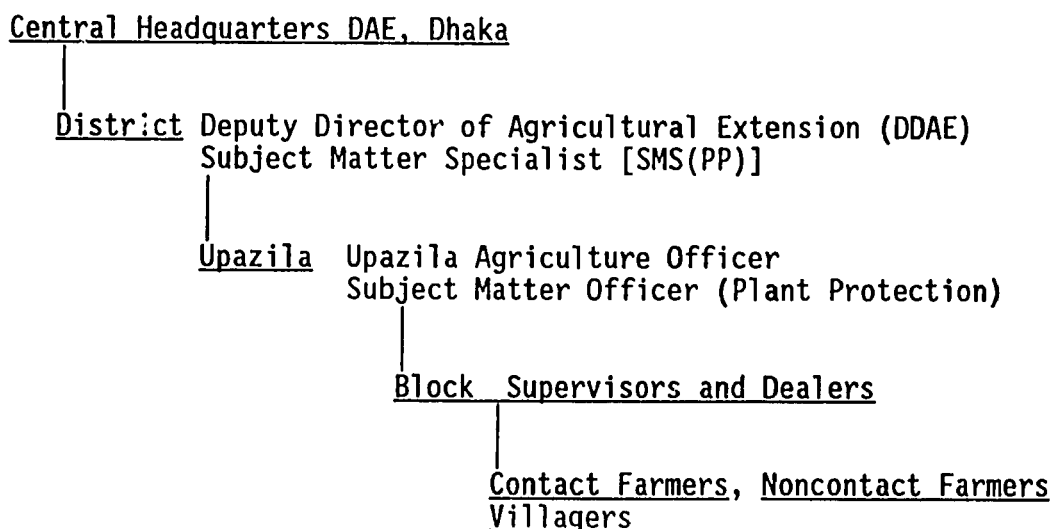 Central Headquarters DAE, Dhaka
District Deputy Director of Agricultural Extension (DDAE)
Subject Matter Specialist [SMS(PP)]
Upazila Upazila Agriculture Officer
Subject Matter Officer (Plant Protection)
Block Supervisors and Dealers
Contact Farmers, Noncontact Farmers
Villagers